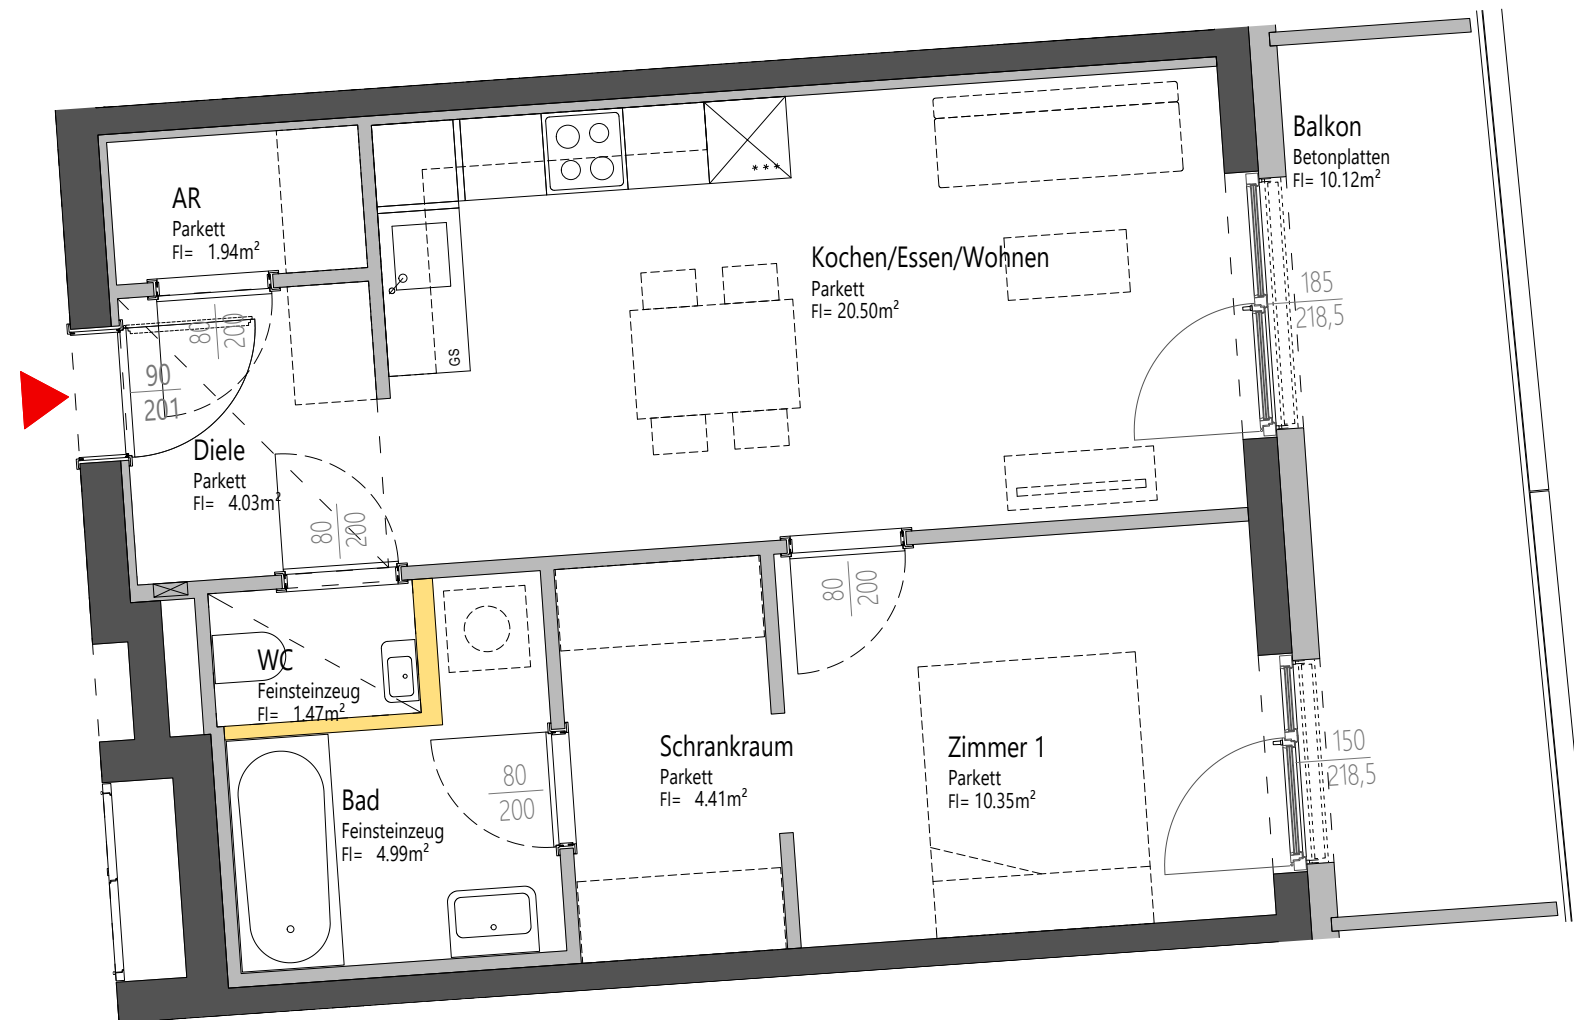 Balkon
Betonplatten
Fl= 10.12m²
AR
Parkett
Fl= 1.94m²
***
Kochen/Essen/Wohnen
Parkett
Fl= 20.50m²
185
218,5
80
200
GS
90
201
Diele
Parkett
Fl= 4.03m²
80
200
80
200
WC
Feinsteinzeug
Fl= 1.47m²
Schrankraum
Parkett
Fl= 4.41m²
Zimmer 1
Parkett
Fl= 10.35m²
150
218,5
80
200
Bad
Feinsteinzeug
Fl= 4.99m²